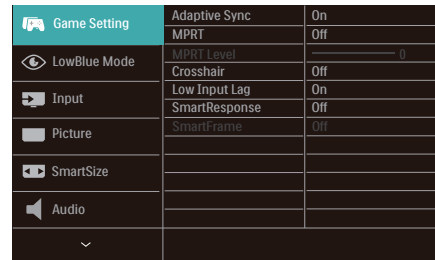 Game Setting
LowBlue Mode
Input
Picture
SmartSize
Audio
Adaptive Sync On
MPRT Off
MPRT Level 0
Crosshair Off
Low Input Lag On
SmartResponse Off
SmartFrame Off